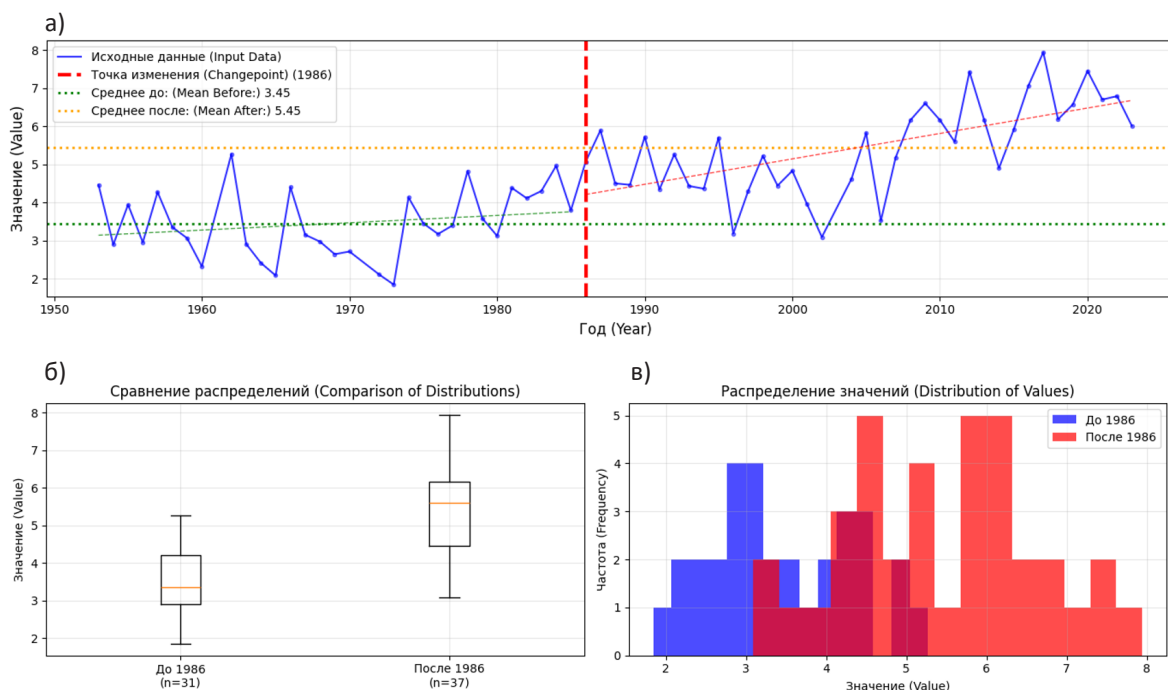 а)
8
7
6
5
4
3
2
Значение (Value)
Исходные данные (Input Data)
Точка изменения (Changepoint) (1986)
Среднее до: (Mean Before:) 3.45
Среднее после: (Mean After:) 5.45
1950 1960 1970 1980 1990 2000 2010 2020
Год (Year)
б)
Сравнение распределений (Comparison of Distributions)
8
7
6
5
4
3
2
Значение (Value)
До 1986
(n=31)
После 1986
(n=37)
в)
Распределение значений (Distribution of Values)
5
4
3
2
1
0
Частота (Frequency)
До 1986
После 1986
2 3 4 5 6 7 8
Значение (Value)